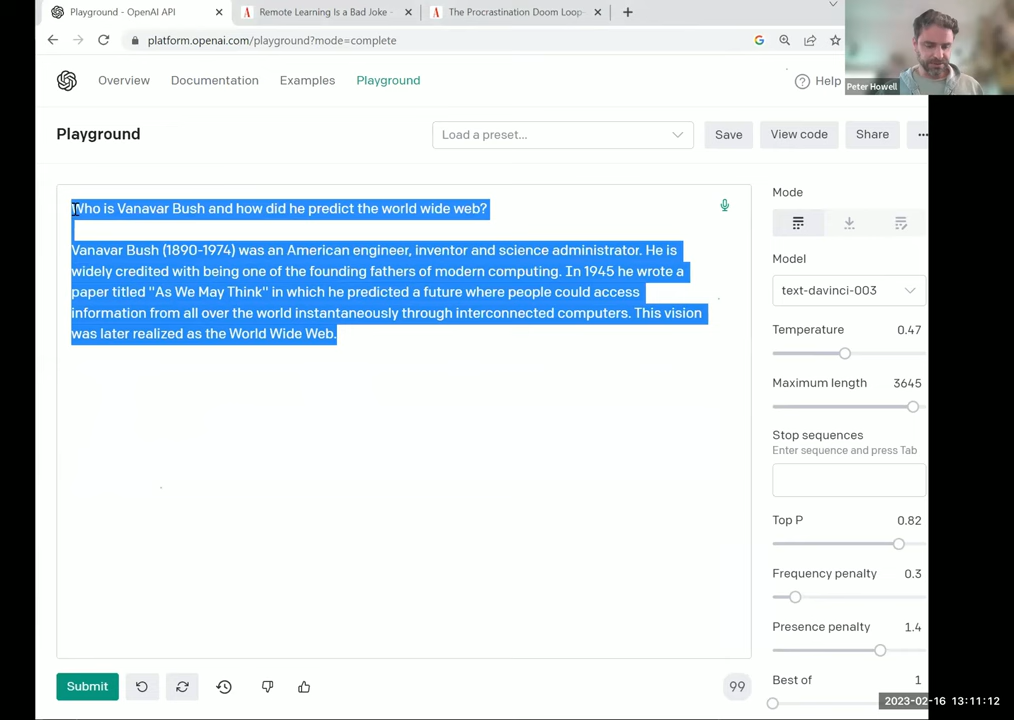 Playground - OpenAI API
Remote Learning Is a Bad Joke -
The Procrastination Doom Loop-
platform.openai.com/playground?mode=complete
Peter Howell
Overview
Documentation
Examples
Playground
Help
Playground
Load a preset...
Save
View code
Share
Who is Vanavar Bush and how did he predict the world wide web?
Vanavar Bush (1890-1974) was an American engineer, inventor and science administrator. He is
widely credited with being one of the founding fathers of modern computing. In 1945 he wrote a
paper titled "As We May Think" in which he predicted a future where people could access
information from all over the world instantaneously through interconnected computers. This vision
was later realized as the World Wide Web.
Mode
Model
text-davinci-003
Temperature 0.47
Maximum length 3645
Stop sequences
Enter sequence and press Tab
Top P 0.82
Frequency penalty 0.3
Presence penalty 1.4
Best of 1
Submit
99
2023-02-16 13:11:12